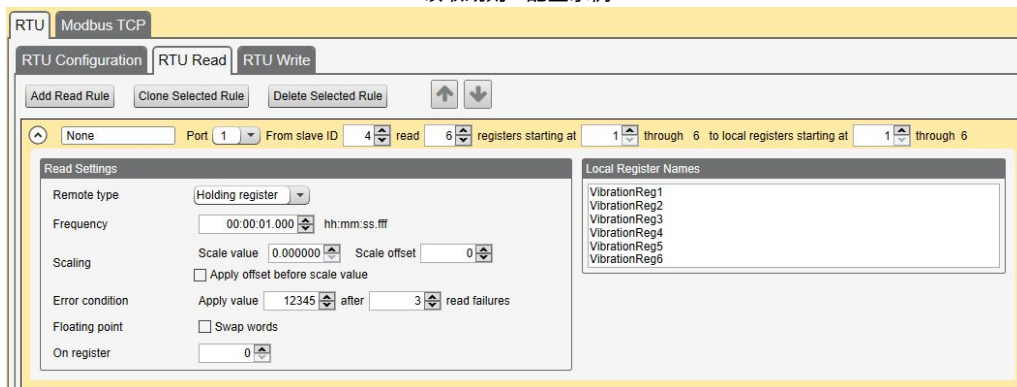 RTU Modbus TCP
RTU Configuration RTU Read RTU Write
Add Read Rule Clone Selected Rule Delete Selected Rule
None Port 1 From slave ID 4 read 6 registers starting at 1 through 6 to local registers starting at 1 through 6
Read Settings
Remote type Holding register
Frequency 00:00:01.000 hh:mm:ss.fff
Scaling Scale value 0.000000 Scale offset 0
Apply offset before scale value
Error condition Apply value 12345 after 3 read failures
Floating point Swap words
On register 0
Local Register Names
VibrationReg1
VibrationReg2
VibrationReg3
VibrationReg4
VibrationReg5
VibrationReg6